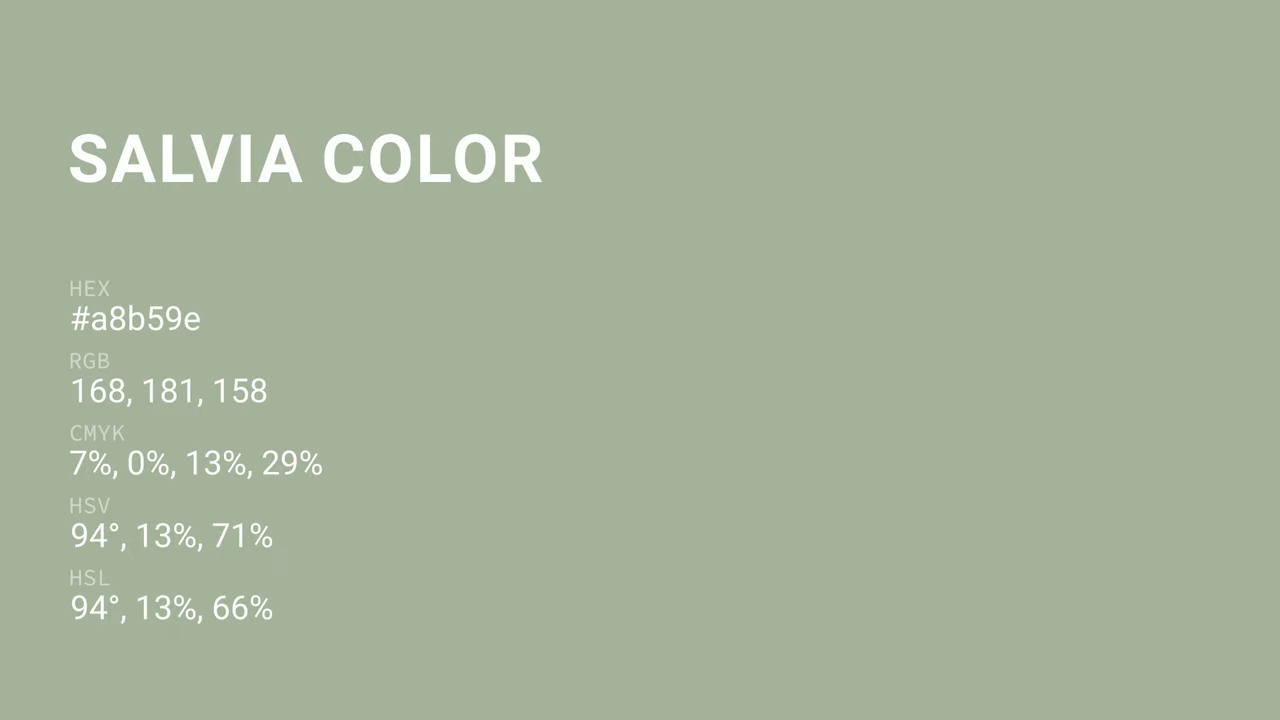 SALVIA COLOR
HEX
#a8b59e
RGB
168, 181, 158
CMYK
7%, 0%, 13%, 29%
HSV
94°, 13%, 71%
HSL
94°, 13%, 66%